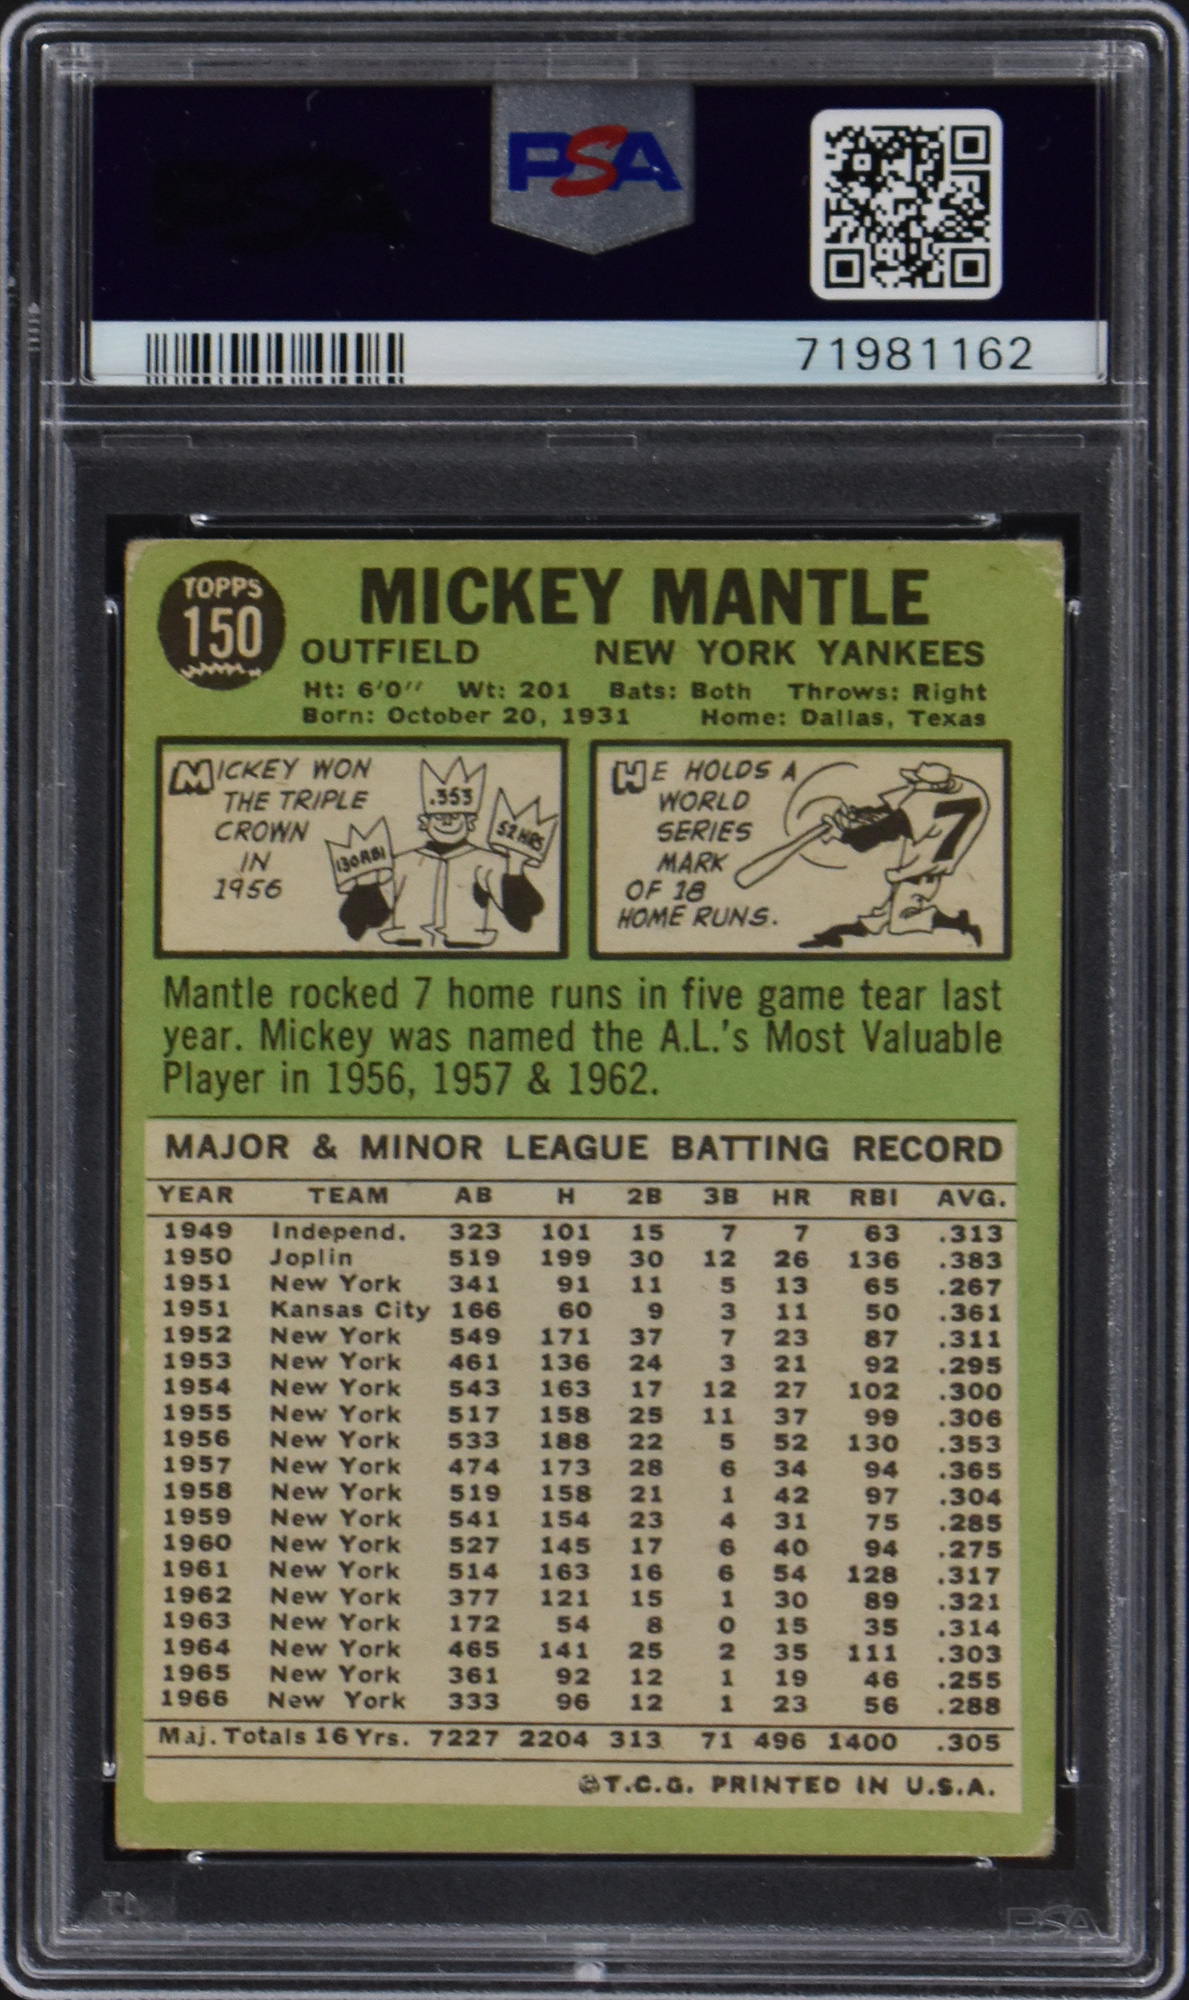 PSA
71981162
TOPPS
150
MICKEY MANTLE
OUTFIELD NEW YORK YANKEES
Ht: 6'0'' Wt: 201 Bats: Both Throws: Right
Born: October 20, 1931 Home: Dallas, Texas
MICKEY WON
THE TRIPLE
CROWN
IN
1956
.353
130 RBI
52 HRS
HE HOLDS A
WORLD
SERIES
MARK
OF 18
HOME RUNS.
7
Mantle rocked 7 home runs in five game tear last
year. Mickey was named the A.L.'s Most Valuable
Player in 1956, 1957 & 1962.
MAJOR & MINOR LEAGUE BATTING RECORD
YEAR TEAM AB H 2B 3B HR RBI AVG.
1949 Independ. 323 101 15 7 7 63 .313
1950 Joplin 519 199 30 12 26 136 .383
1951 New York 341 91 11 5 13 65 .267
1951 Kansas City 166 60 9 3 11 50 .361
1952 New York 549 171 37 7 23 87 .311
1953 New York 461 136 24 3 21 92 .295
1954 New York 543 163 17 12 27 102 .300
1955 New York 517 158 25 11 37 99 .306
1956 New York 533 188 22 5 52 130 .353
1957 New York 474 173 28 6 34 94 .365
1958 New York 519 158 21 1 42 97 .304
1959 New York 541 154 23 4 31 75 .285
1960 New York 527 145 17 6 40 94 .275
1961 New York 514 163 16 6 54 128 .317
1962 New York 377 121 15 1 30 89 .321
1963 New York 172 54 8 0 15 35 .314
1964 New York 465 141 25 2 35 111 .303
1965 New York 361 92 12 1 19 46 .255
1966 New York 333 96 12 1 23 56 .288
Maj. Totals 16 Yrs. 7227 2204 313 71 496 1400 .305
©T.C.G. PRINTED IN U.S.A.
PSA